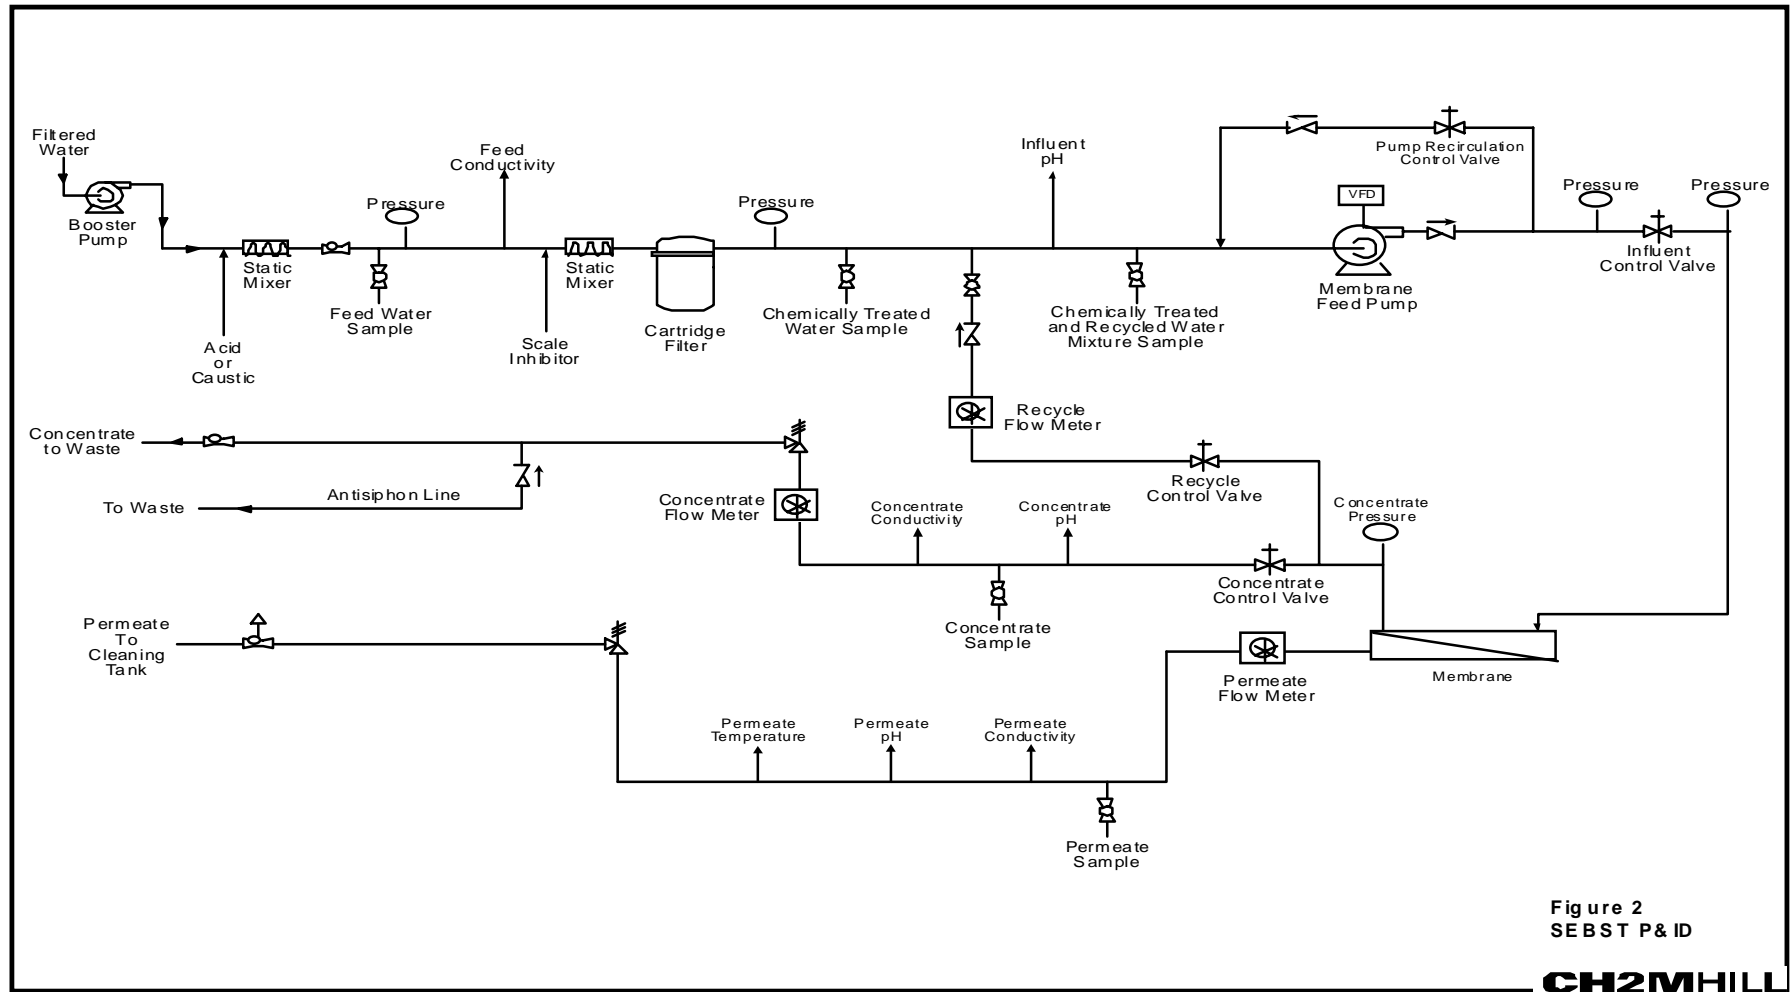 Filtered
Water
Booster
Pump
Acid
or
Caustic
Static
Mixer
Feed Water
Sample
Pressure
Feed
Conductivity
Scale
Inhibitor
Static
Mixer
Cartridge
Filter
Pressure
Chemically Treated
Water Sample
Influent
pH
Chemically Treated
and Recycled Water
Mixture Sample
Pump Recirculation
Control Valve
VFD
Membrane
Feed Pump
Pressure
Influent
Control Valve
Pressure
Recycle
Flow Meter
Recycle
Control Valve
Concentrate
to Waste
To Waste
Antisiphon Line
Concentrate
Flow Meter
Concentrate
Conductivity
Concentrate
pH
Concentrate
Pressure
Concentrate
Control Valve
Concentrate
Sample
Permeate
To
Cleaning
Tank
Permeate
Flow Meter
Membrane
Permeate
Temperature
Permeate
pH
Permeate
Conductivity
Permeate
Sample
Figure 2
SEBST P&ID
CH2MHILL